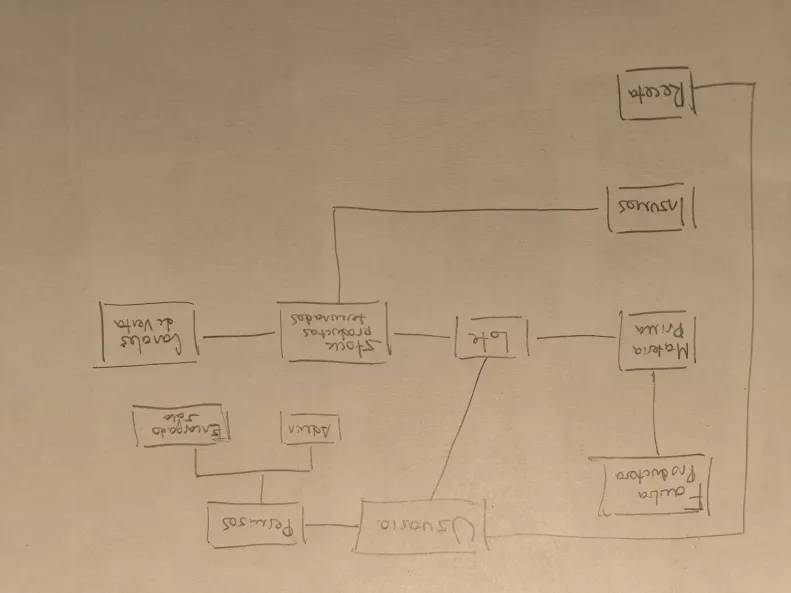 Familia
Productora
Usuario
Permisos
Admin
Encargado
Sala
Materia
Prima
Lote
Stock
productos
terminados
Canales
de Venta
Insumos
Receta